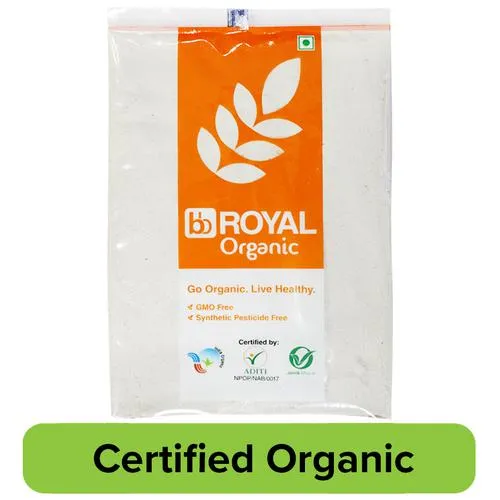 bb ROYAL
Organic
Go Organic. Live Healthy.
GMO Free
Synthetic Pesticide Free
Certified by:
ADITI
NPOP/NAB/0017
Certified Organic